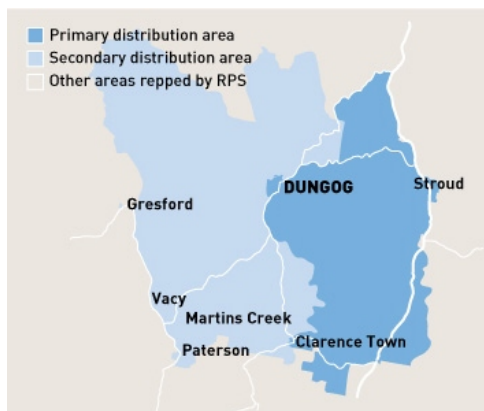 Primary distribution area
Secondary distribution area
Other areas repped by RPS
DUNGOG
Stroud
Gresford
Vacy
Martins Creek
Clarence Town
Paterson